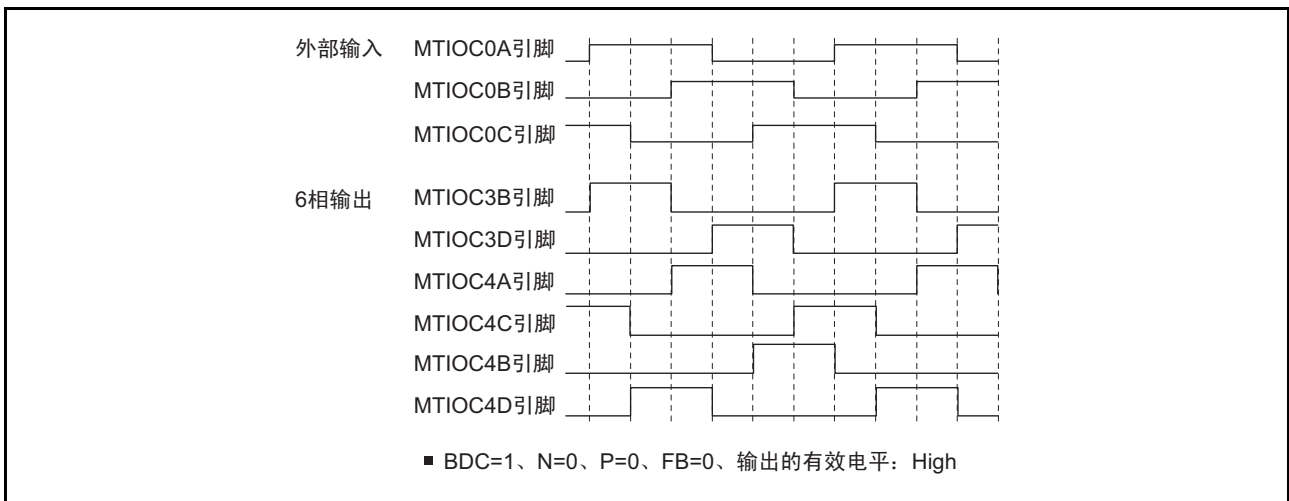 外部输入 MTIOC0A引脚
MTIOC0B引脚
MTIOC0C引脚
6相输出 MTIOC3B引脚
MTIOC3D引脚
MTIOC4A引脚
MTIOC4C引脚
MTIOC4B引脚
MTIOC4D引脚
■ BDC=1、N=0、P=0、FB=0、输出的有效电平：High